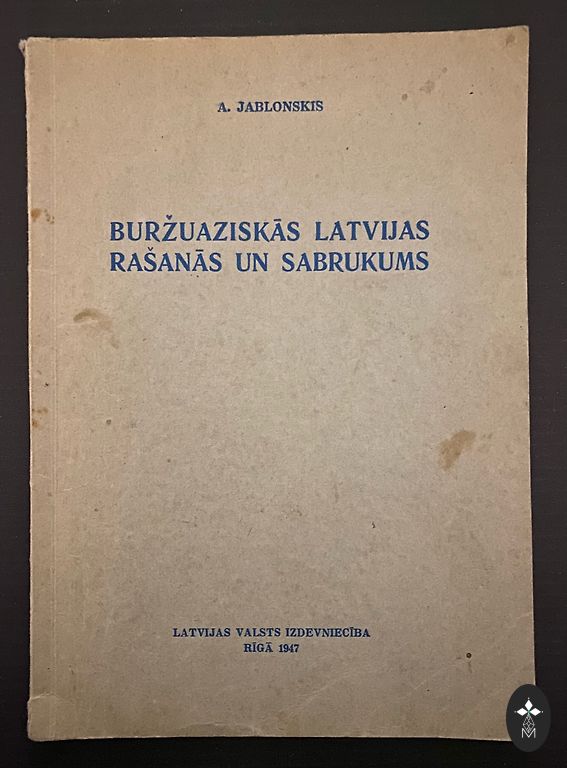 A. JABLONSKIS
BURŽUAZISKĀS LATVIJAS
RAŠANĀS UN SABRUKUMS
LATVIJAS VALSTS IZDEVNIECĪBA
RĪGĀ 1947
M